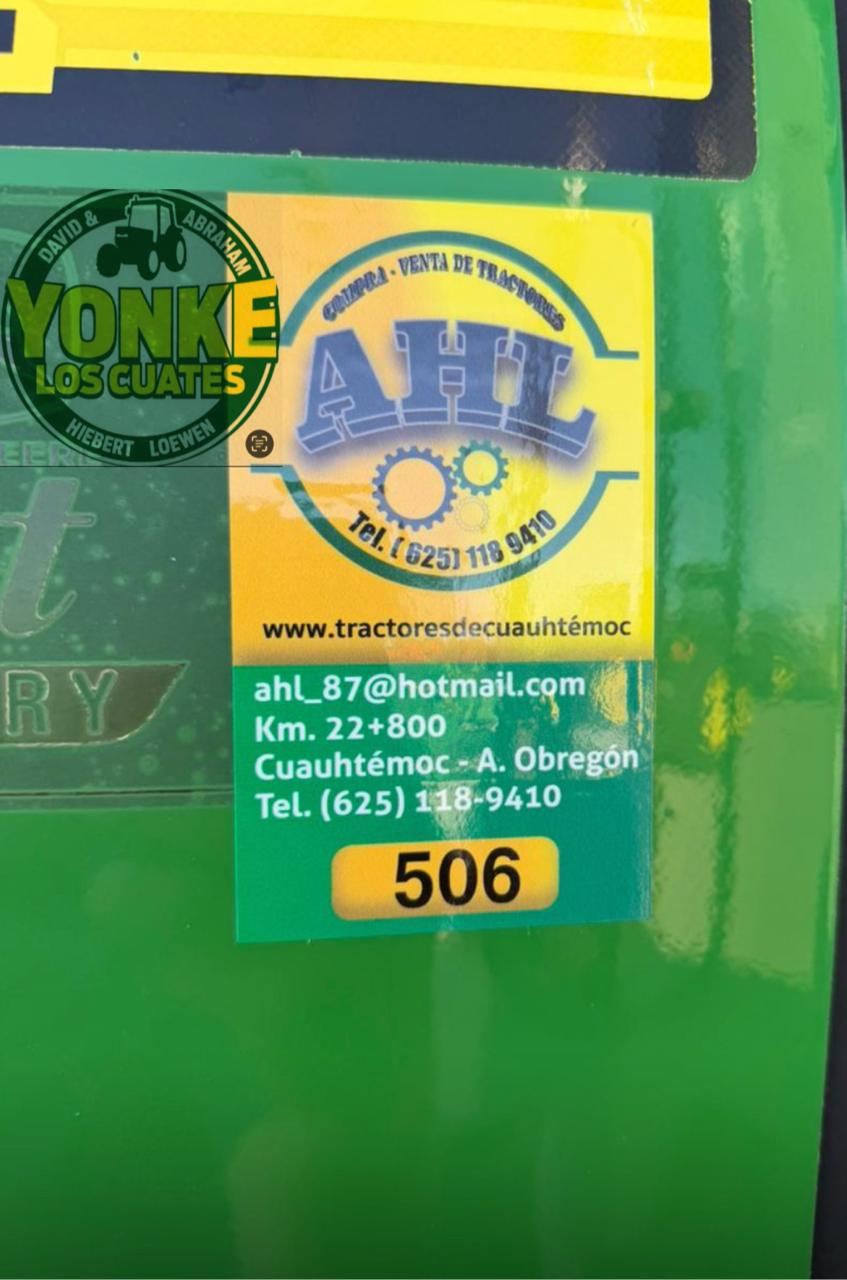 DAVID & ABRAHAM
YONKE
LOS CUATES
HIEBERT LOEWEN
COMPRA - VENTA DE TRACTORES
AHL
Tel. ( 625) 118 9410
www.tractoresdecuauhtémoc
ahl_87@hotmail.com
Km. 22+800
Cuauhtémoc - A. Obregón
Tel. (625) 118-9410
506